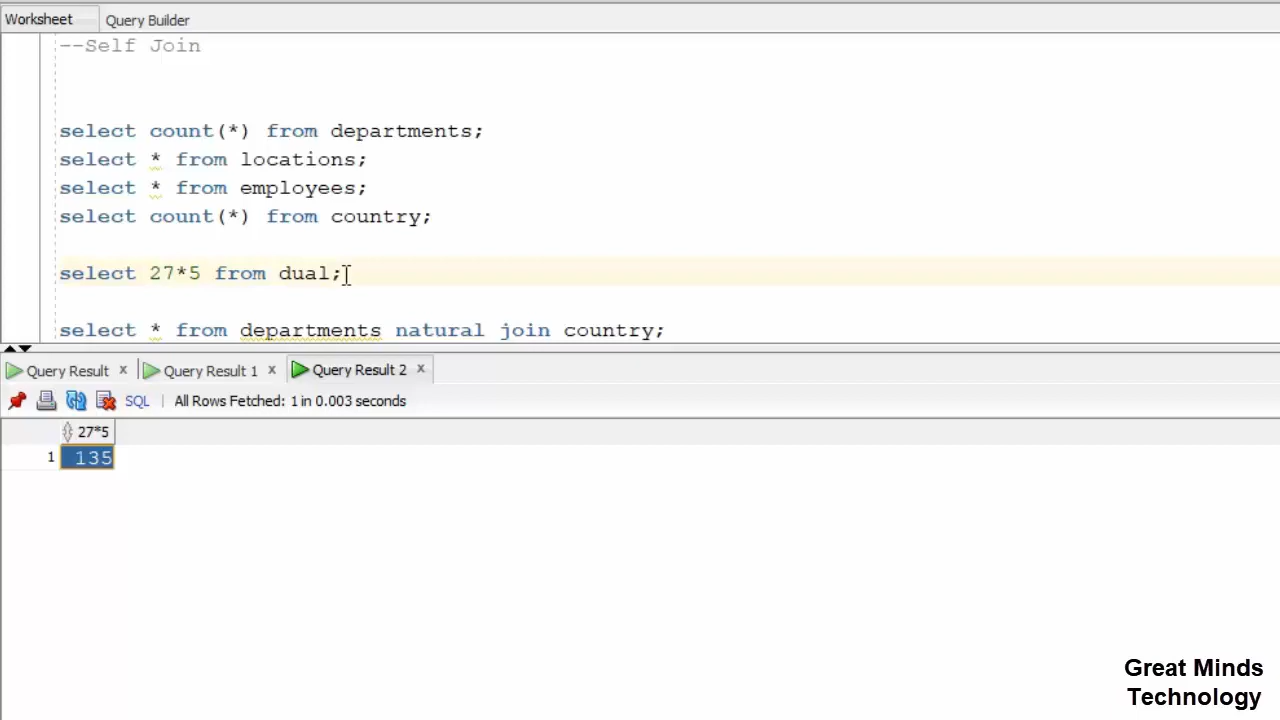 Worksheet Query Builder
--Self Join
select count(*) from departments;
select * from locations;
select * from employees;
select count(*) from country;
select 27*5 from dual;
select * from departments natural join country;
Query Result × Query Result 1 × Query Result 2 ×
SQL | All Rows Fetched: 1 in 0.003 seconds
27*5
1 135
Great Minds
Technology